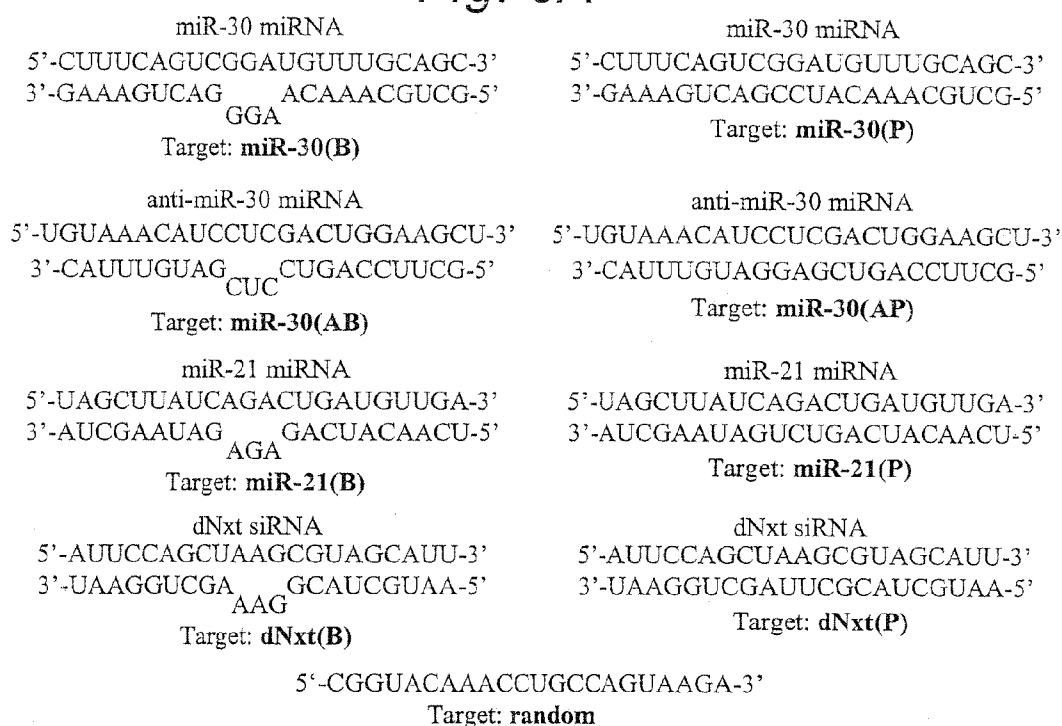 miR-30 miRNA
5'-CUUUCAGUCGGAUGUUUGCAGC-3'
3'-GAAAGUCAG ACAAACGUCG-5'
GGA
Target: miR-30(B)
miR-30 miRNA
5'-CUUUCAGUCGGAUGUUUGCAGC-3'
3'-GAAAGUCAGCCUACAAACGUCG-5'
Target: miR-30(P)
anti-miR-30 miRNA
5'-UGUAAACAUCCUCGACUGGAAGCU-3'
3'-CAUUUGUAG CUGACCUUCG-5'
CUC
Target: miR-30(AB)
anti-miR-30 miRNA
5'-UGUAAACAUCCUCGACUGGAAGCU-3'
3'-CAUUUGUAGGAGCUGACCUUCG-5'
Target: miR-30(AP)
miR-21 miRNA
5'-UAGCUUAUCAGACUGAUGUUGA-3'
3'-AUCGAAUAG GACUACAACU-5'
AGA
Target: miR-21(B)
miR-21 miRNA
5'-UAGCUUAUCAGACUGAUGUUGA-3'
3'-AUCGAAUAGUCUGACUACAACU-5'
Target: miR-21(P)
dNxt siRNA
5'-AUUCCAGCUAAGCGUAGCAUU-3'
3'-UAAGGUCGA GCAUCGUAA-5'
AAG
Target: dNxt(B)
dNxt siRNA
5'-AUUCCAGCUAAGCGUAGCAUU-3'
3'-UAAGGUCGAUUCGCAUCGUAA-5'
Target: dNxt(P)
5'-CGGUACAAACCUGCCAGUAAGA-3'
Target: random